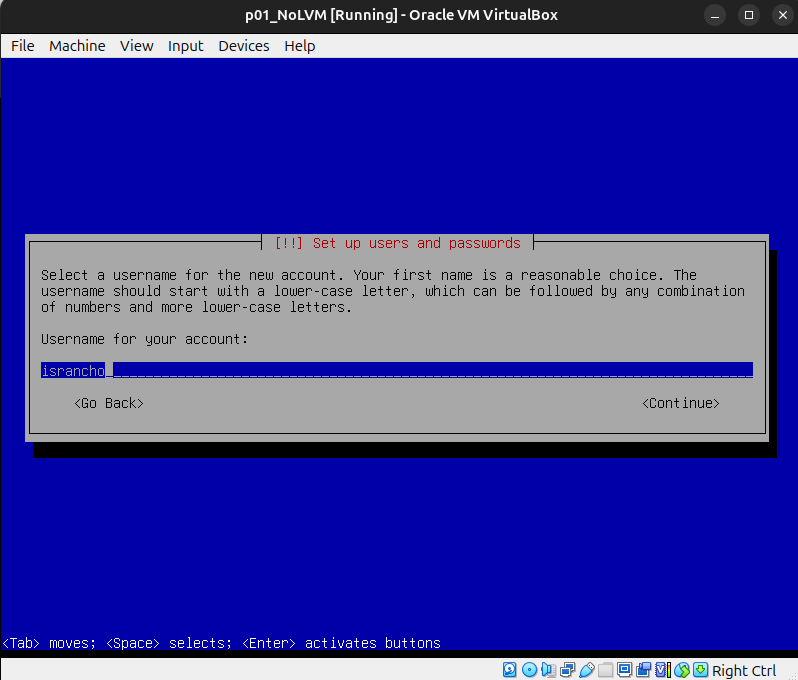 p01_NoLVM [Running] - Oracle VM VirtualBox
File Machine View Input Devices Help
[!!] Set up users and passwords
Select a username for the new account. Your first name is a reasonable choice. The
username should start with a lower-case letter, which can be followed by any combination
of numbers and more lower-case letters.
Username for your account:
israncho
<Go Back> <Continue>
<Tab> moves; <Space> selects; <Enter> activates buttons
Right Ctrl